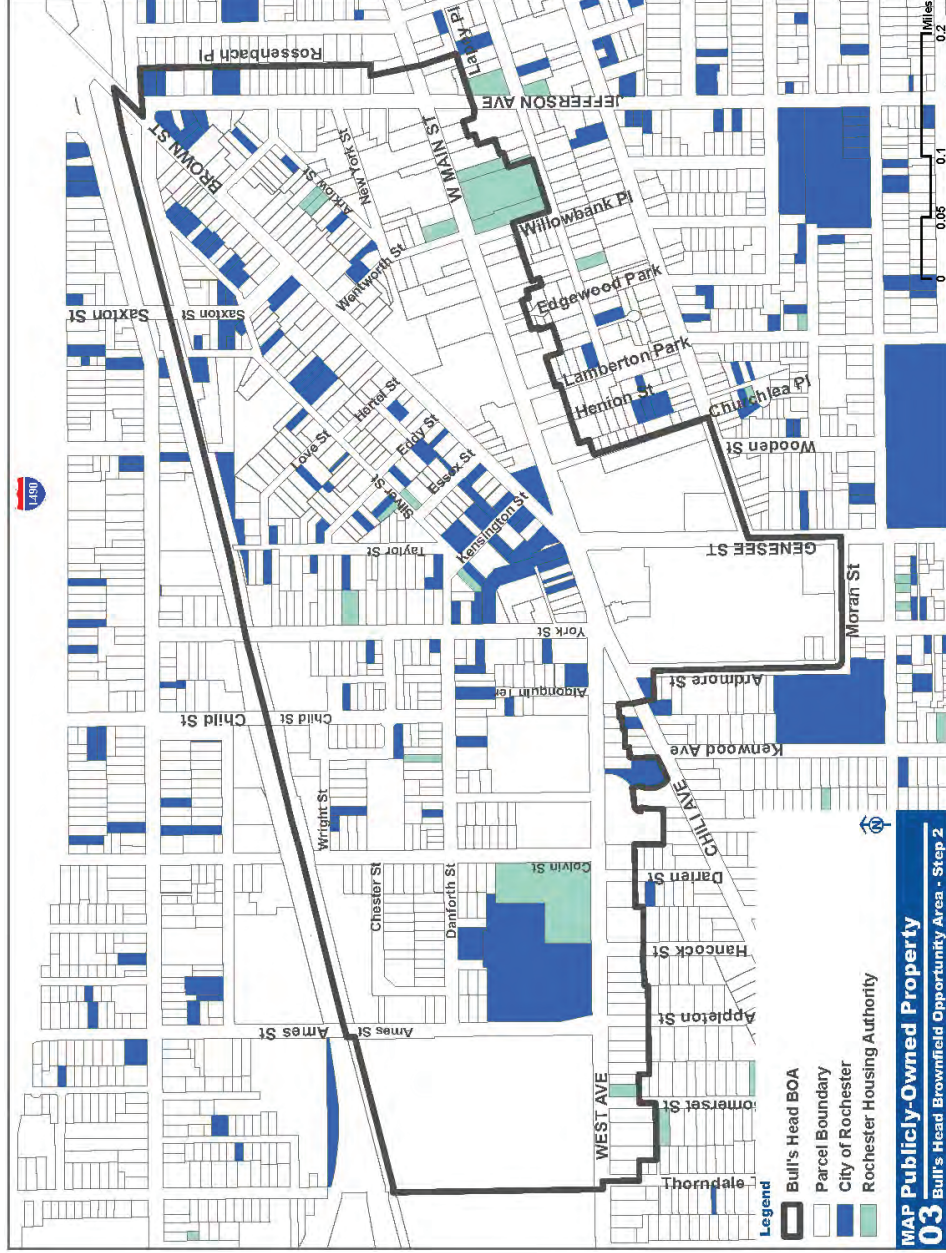 I-490
Rossenbach Pl
BROWN ST
Saxton St
Saxton St
Saxton St
Arklow St
New York St
Wentworth St
W MAIN ST
JEFFERSON AVE
Willowbank Pl
Edgewood Park
Lamberton Park
Henion St
Churchlea Pl
Wooden St
Love St
Hertel St
Eddy St
Essex St
Silver St
Kensington St
Taylor St
York St
GENESEE ST
Moran St
Ardmore St
Algonquin Ter
Child St
Child St
Kenwood Ave
CHILI AVE
Wright St
Colvin St
Darien St
Chester St
Danforth St
Hancock St
Ames St
Ames St
Appleton St
WEST AVE
omerset St
Thorndale
N
0 0.05 0.1 0.2
Miles
Legend
Bull's Head BOA
Parcel Boundary
City of Rochester
Rochester Housing Authority
MAP Publicly-Owned Property
03 Bull's Head Brownfield Opportunity Area - Step 2